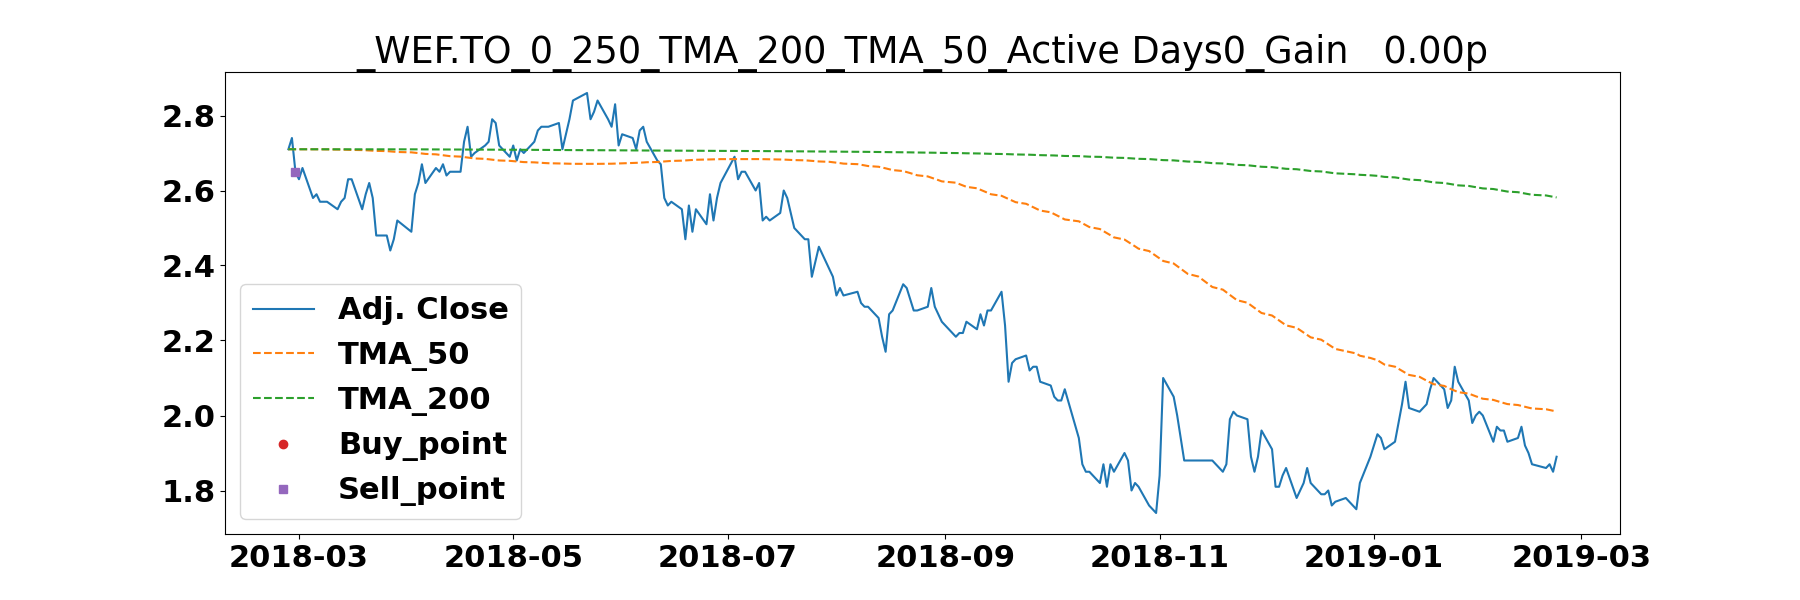 _WEF.TO_0_250_TMA_200_TMA_50_Active Days0_Gain   0.00p
2.8
2.6
2.4
2.2
2.0
1.8
Adj. Close
TMA_50
TMA_200
Buy_point
Sell_point
2018-03 2018-05 2018-07 2018-09 2018-11 2019-01 2019-03